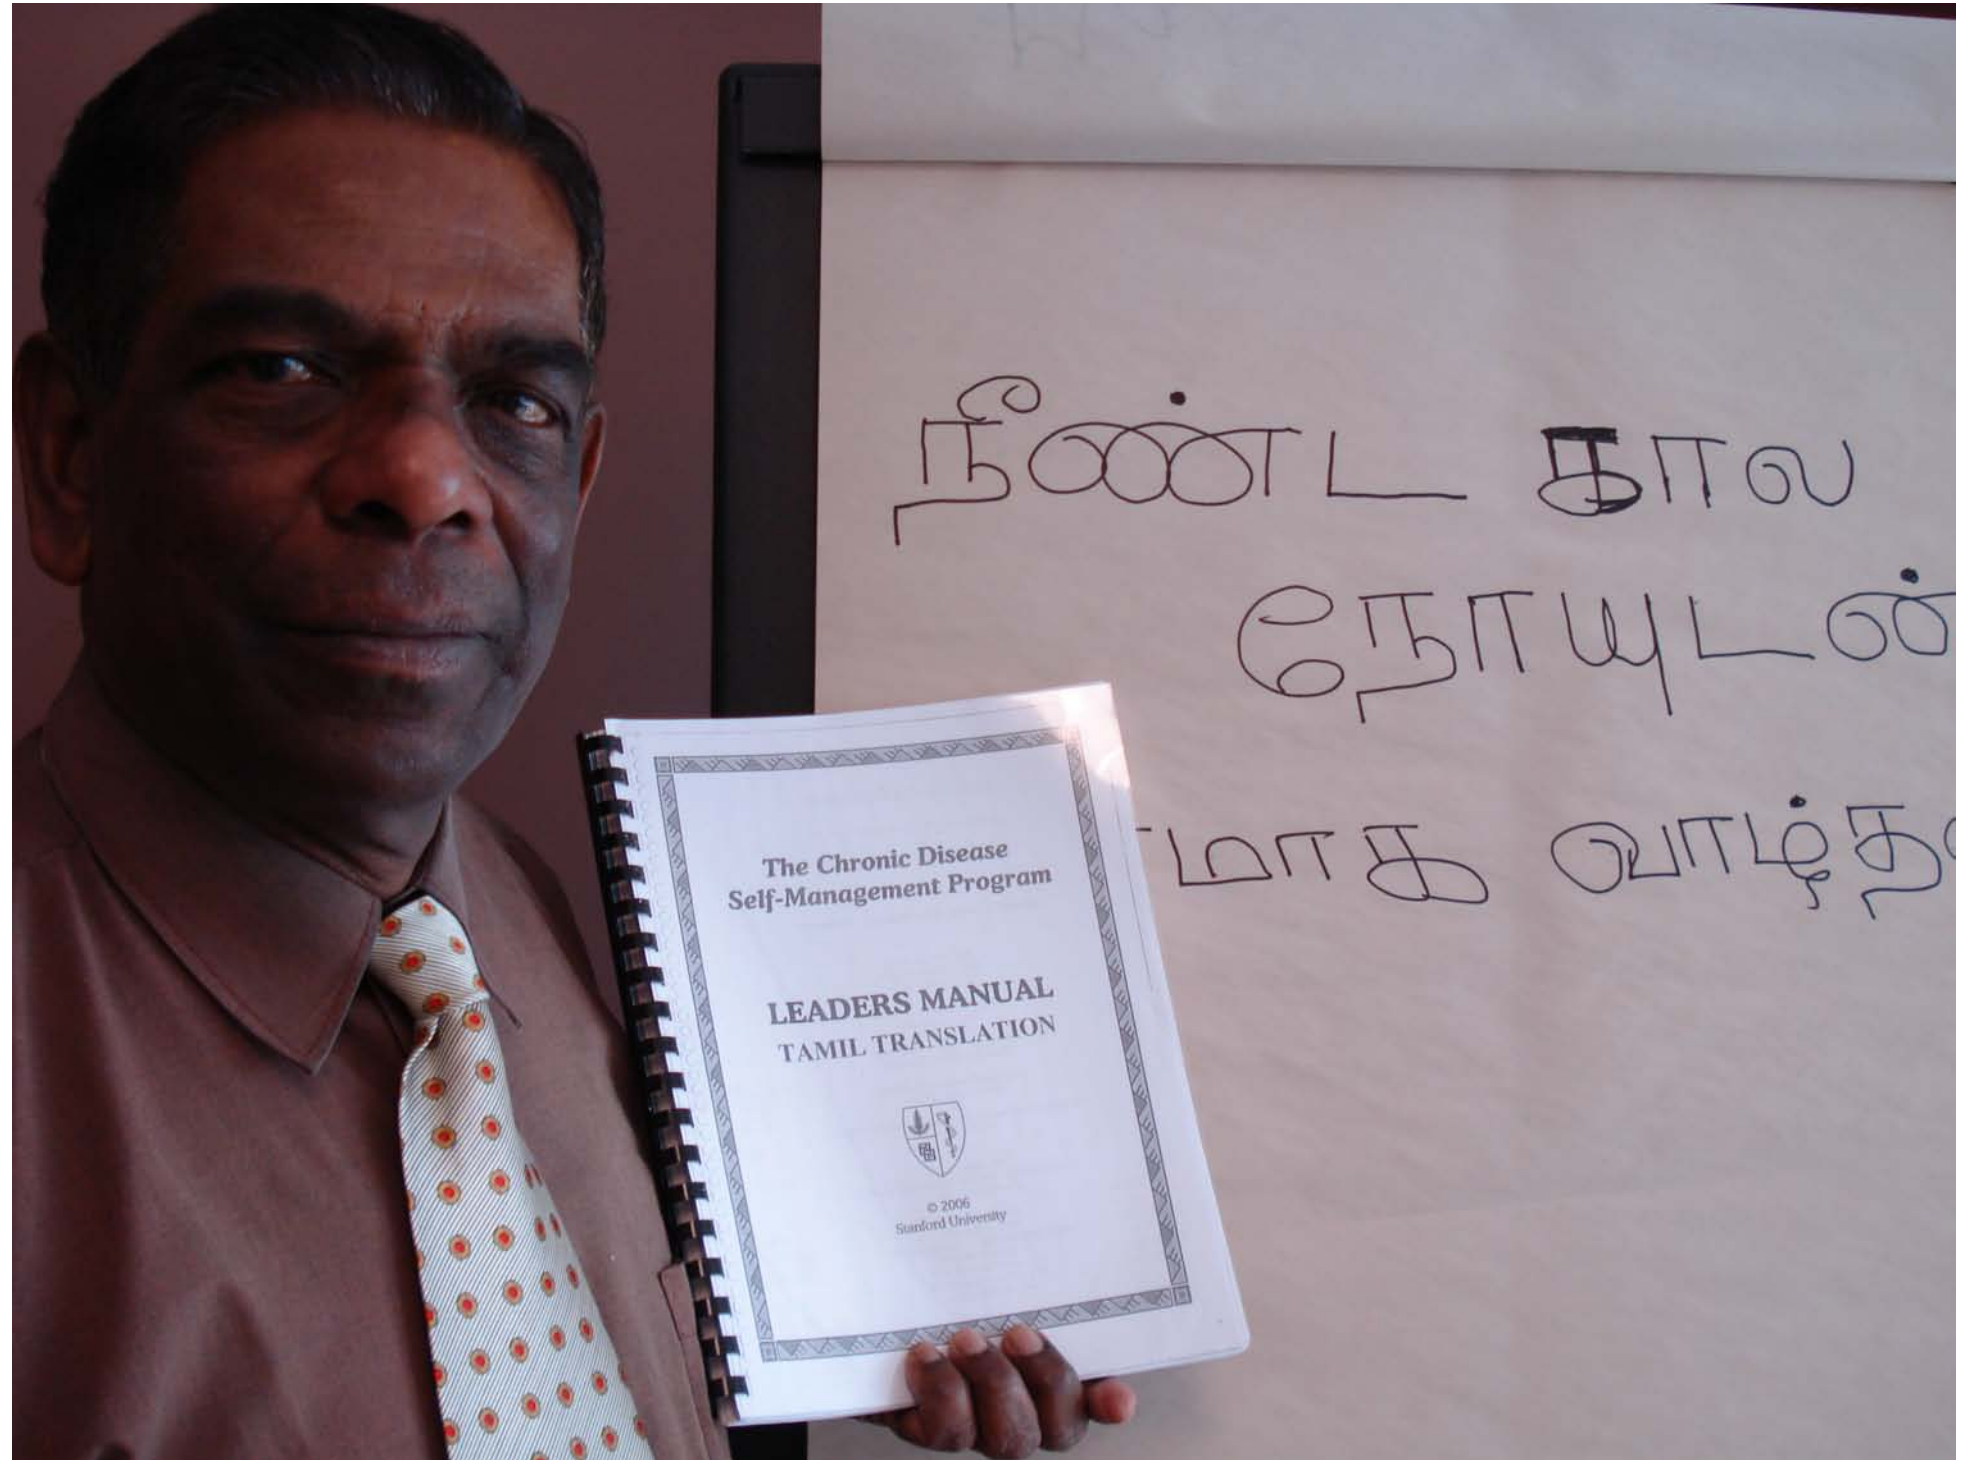 நீண்ட கால
நோயுடன்
மாக வாழ்த
The Chronic Disease
Self-Management Program
LEADERS MANUAL
TAMIL TRANSLATION
© 2006
Stanford University